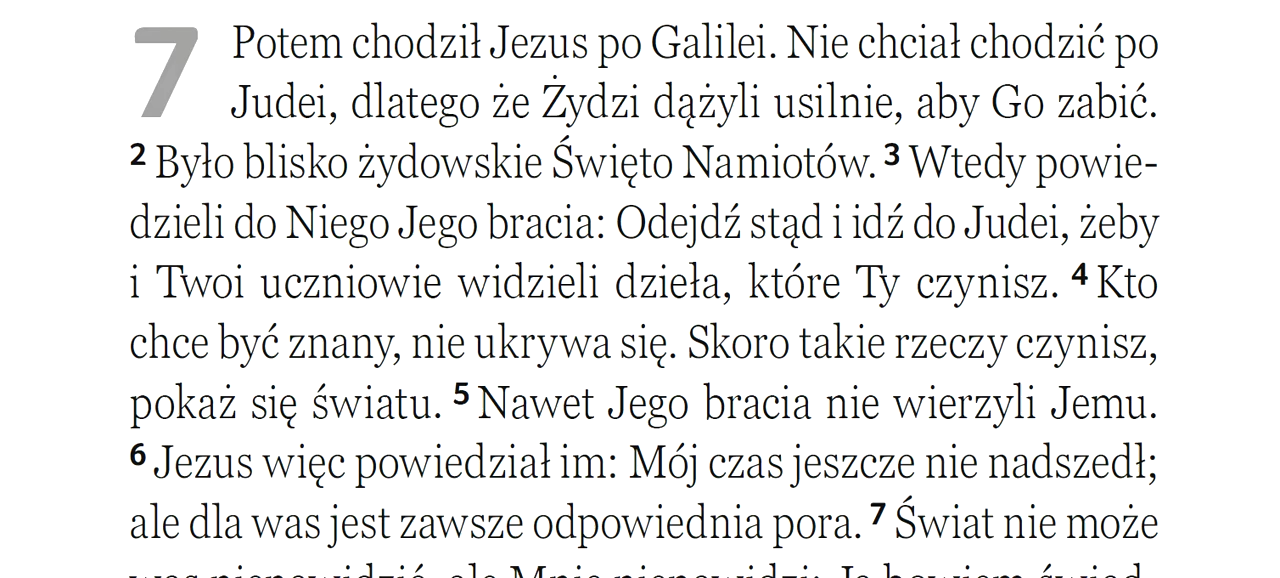 7 Potem chodził Jezus po Galilei. Nie chciał chodzić po
Judei, dlatego że Żydzi dążyli usilnie, aby Go zabić.
2 Było blisko żydowskie Święto Namiotów. 3 Wtedy powie-
dzieli do Niego Jego bracia: Odejdź stąd i idź do Judei, żeby
i Twoi uczniowie widzieli dzieła, które Ty czynisz. 4 Kto
chce być znany, nie ukrywa się. Skoro takie rzeczy czynisz,
pokaż się światu. 5 Nawet Jego bracia nie wierzyli Jemu.
6 Jezus więc powiedział im: Mój czas jeszcze nie nadszedł;
ale dla was jest zawsze odpowiednia pora. 7 Świat nie może